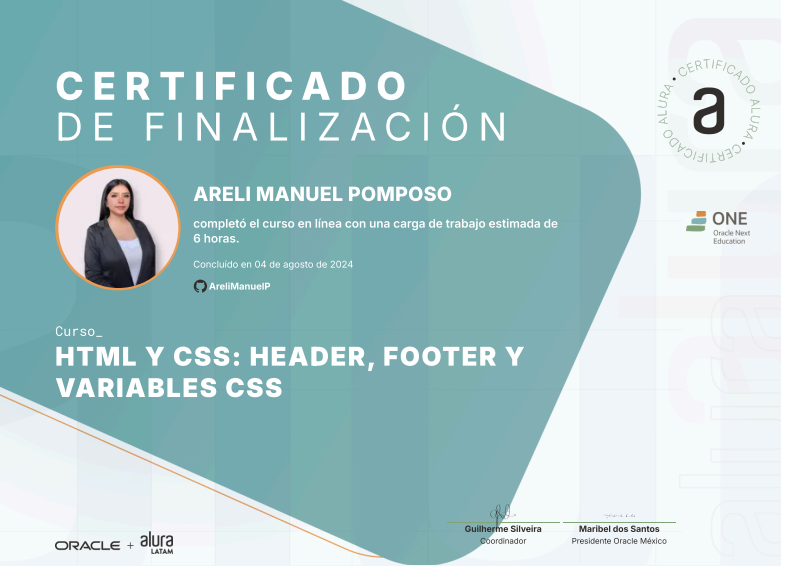 CERTIFICADO
DE FINALIZACIÓN
CERTIFICADO ALURA • CERTIFICADO ALURA •
a
ARELI MANUEL POMPOSO
completó el curso en línea con una carga de trabajo estimada de
6 horas.
Concluído en 04 de agosto de 2024
AreliManuelP
ONE
Oracle Next
Education
Curso_
HTML Y CSS: HEADER, FOOTER Y
VARIABLES CSS
Guilherme Silveira
Coordinador
Maribel dos Santos
Presidente Oracle México
ORACLE + alura
LATAM